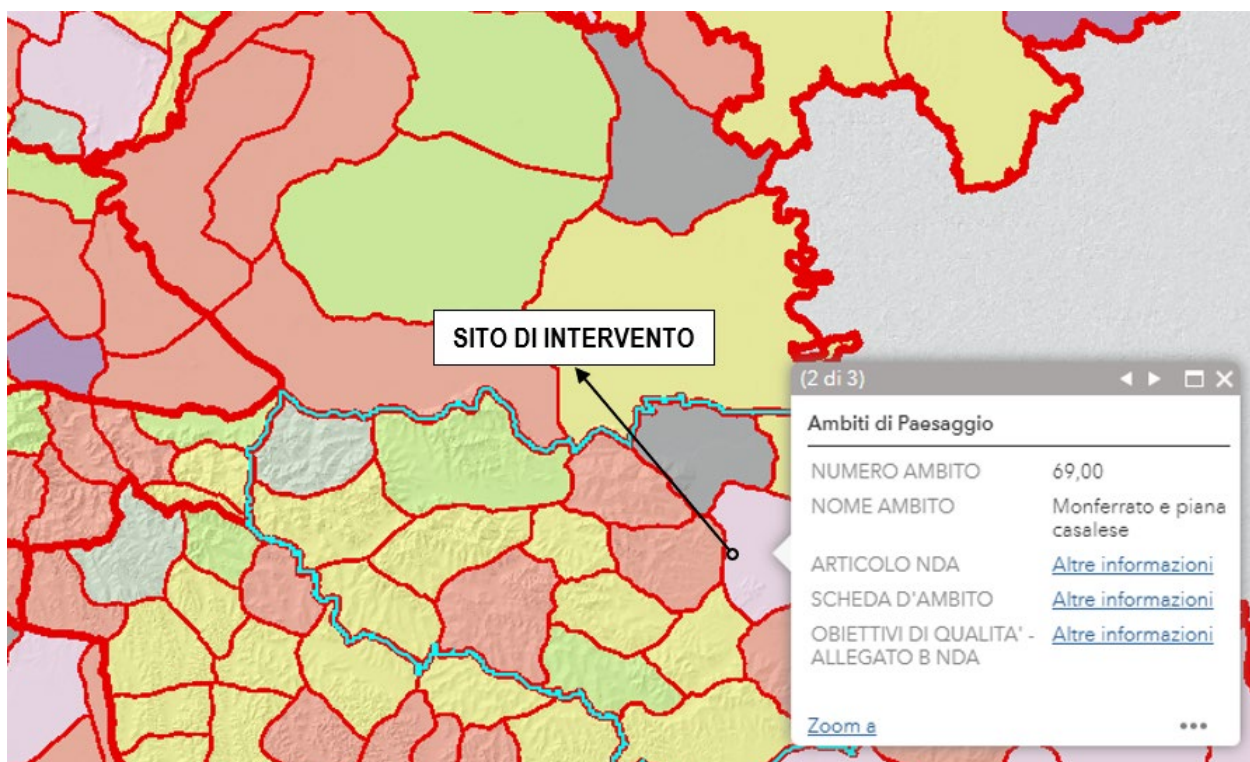 SITO DI INTERVENTO
(2 di 3)
Ambiti di Paesaggio
NUMERO AMBITO 69,00
NOME AMBITO Monferrato e piana
casalese
ARTICOLO NDA Altre informazioni
SCHEDA D'AMBITO Altre informazioni
OBIETTIVI DI QUALITA' - Altre informazioni
ALLEGATO B NDA
Zoom a